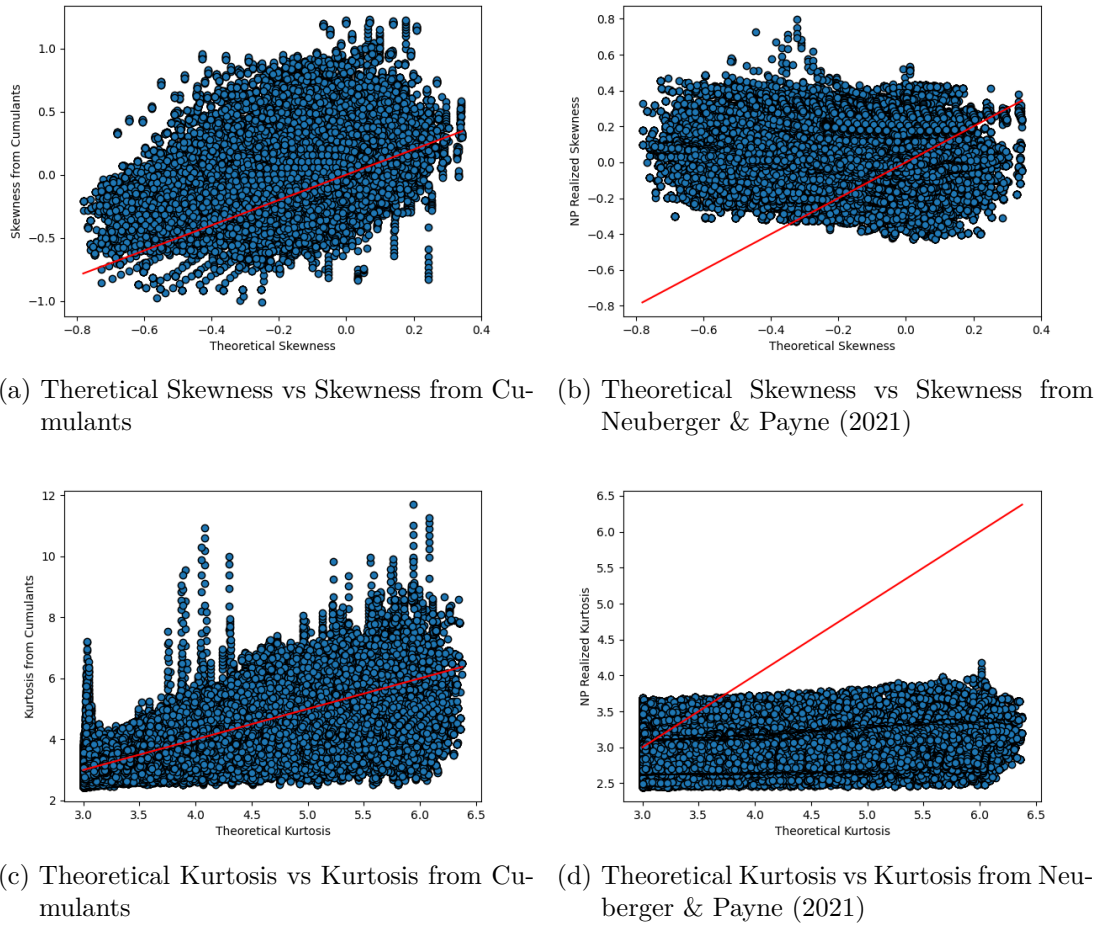 1.0
0.5
0.0
−0.5
−1.0
Skewness from Cumulants
−0.8 −0.6 −0.4 −0.2 0.0 0.2 0.4
Theoretical Skewness
0.8
0.6
0.4
0.2
0.0
−0.2
−0.4
−0.6
−0.8
NP Realized Skewness
−0.8 −0.6 −0.4 −0.2 0.0 0.2 0.4
Theoretical Skewness
(a) Theretical Skewness vs Skewness from Cu-
mulants
(b) Theoretical Skewness vs Skewness from
Neuberger & Payne (2021)
12
10
8
6
4
2
Kurtosis from Cumulants
3.0 3.5 4.0 4.5 5.0 5.5 6.0 6.5
Theoretical Kurtosis
6.5
6.0
5.5
5.0
4.5
4.0
3.5
3.0
2.5
NP Realized Kurtosis
3.0 3.5 4.0 4.5 5.0 5.5 6.0 6.5
Theoretical Kurtosis
(c) Theoretical Kurtosis vs Kurtosis from Cu-
mulants
(d) Theoretical Kurtosis vs Kurtosis from Neu-
berger & Payne (2021)